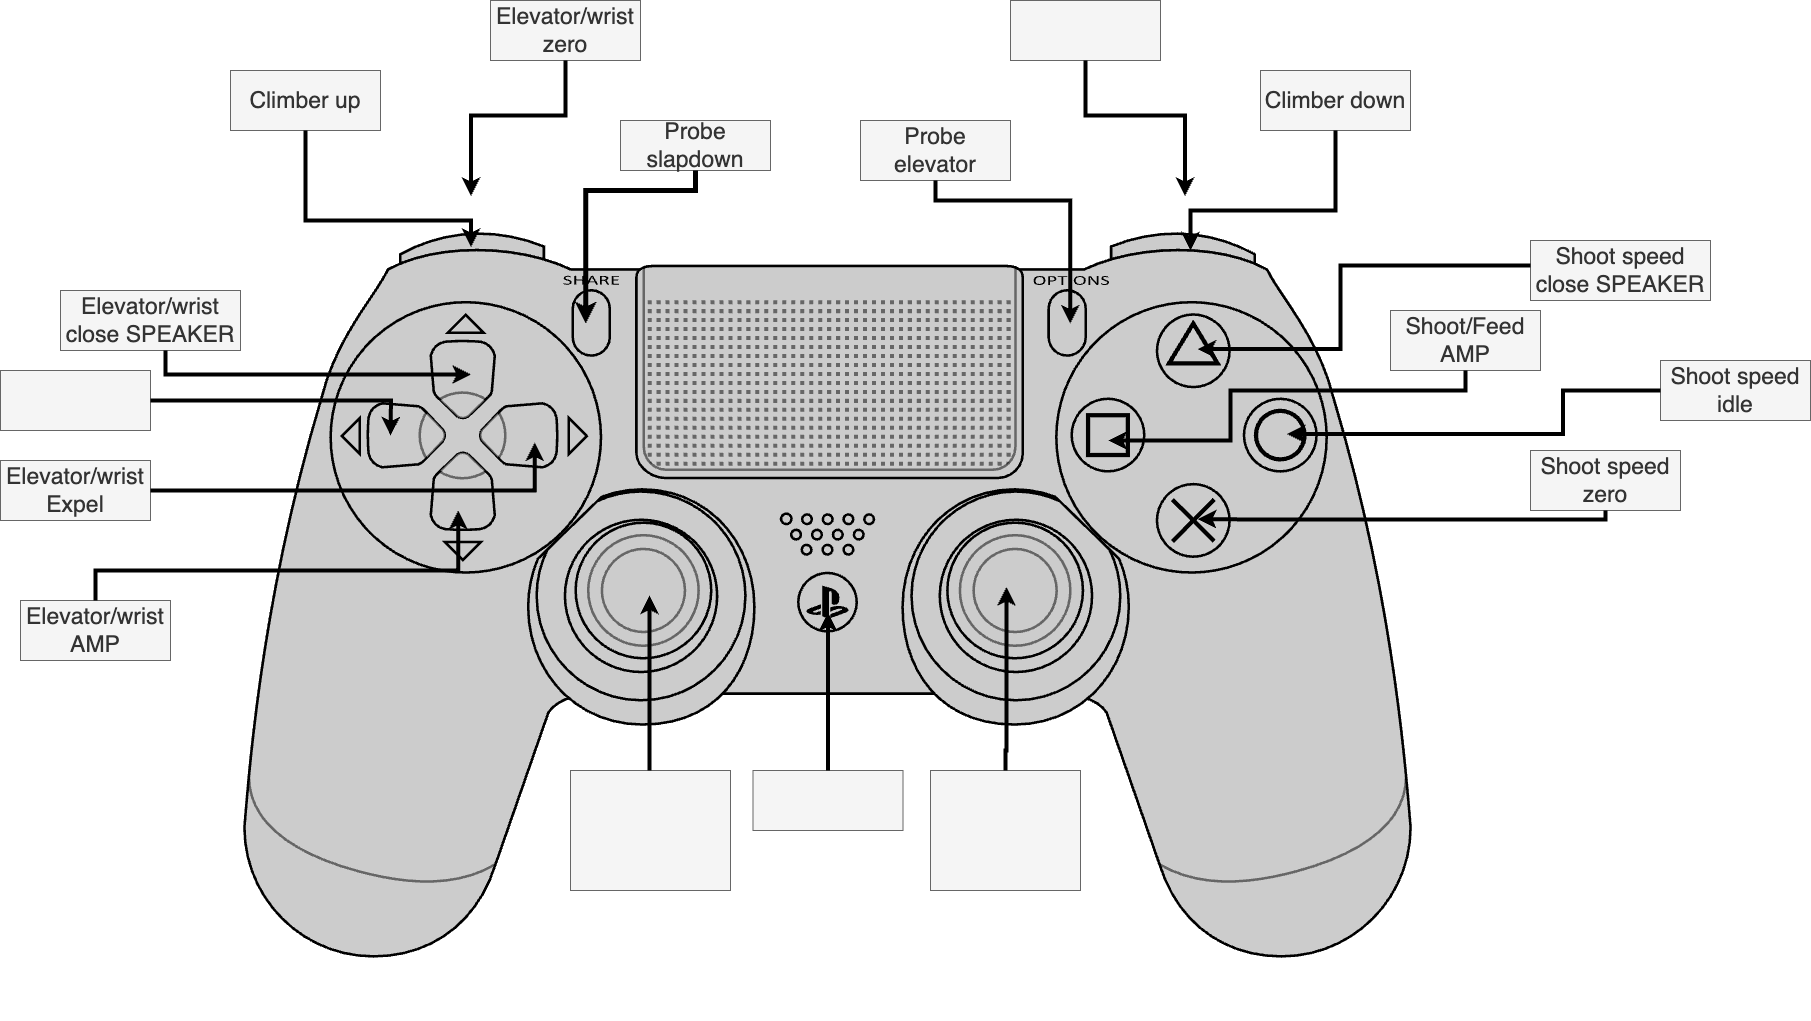 Elevator/wrist
zero
Climber up
Climber down
Probe
slapdown
Probe
elevator
Shoot speed
close SPEAKER
SHARE
OPTIONS
Elevator/wrist
close SPEAKER
Shoot/Feed
AMP
Shoot speed
idle
Elevator/wrist
Expel
Shoot speed
zero
Elevator/wrist
AMP